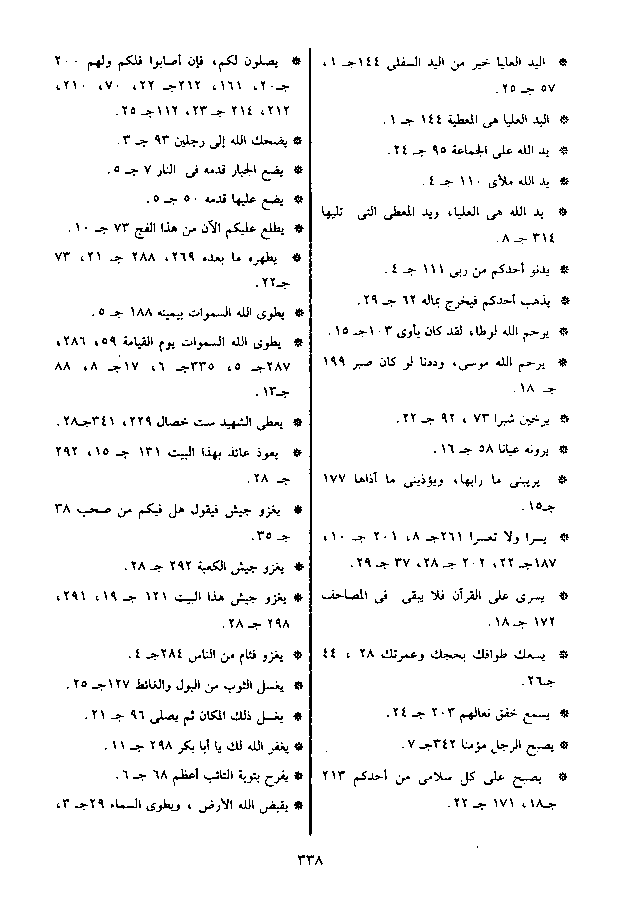 * اليد العليا خير من اليد السفلى ١٤٤جـ ١،
٥٧ جـ ٢٥.
* اليد العليا هى المعطية ١٤٤ جـ ١.
* يد الله على الجماعة ٩٥ جـ ٢٤.
* يد الله ملأى ١١٠ جـ ٤.
* يد الله هى العليا، ويد المعطى التى تليها
٣١٤ جـ ٨.
* يدنو أحدكم من ربى ١١١ جـ ٤.
* يذهب أحدكم فيخرج بماله ٦٢ جـ ٢٩.
* يرحم الله لوطا، لقد كان يأوى ١٠٣جـ ١٥.
* يرحم الله موسى، وددنا لو كان صبر ١٩٩
جـ ١٨.
* يرخين شبرا ٧٣ ، ٩٢ جـ ٢٢.
* يرونه عيانا ٥٨ جـ ١٦.
* يريبنى ما رابها، ويؤذينى ما آذاها ١٧٧
جـ١٥.
* يسرا ولا تعسرا ٢٦١جـ ٨، ٢٠١ جـ ١٠،
١٨٧جـ ٢٢، ٢٠٢ جـ ٢٨، ٣٧ جـ ٢٩.
* يسرى على القرآن فلا يبقى فى المصاحف
١٧٢ جـ ١٨.
* يسعك طوافك بحجك وعمرتك ٢٨ ، ٤٤
جـ٢٦.
* يسمع خفق نعالهم ٢٠٣ جـ ٢٤.
* يصبح الرجل مؤمنا ٣٤٢جـ ٧.
* يصبح على كل سلامى من أحدكم ٢١٣
جـ١٨، ١٧١ جـ ٢٢.
* يصلون لكم، فإن أصابوا فلكم ولهم ٢٠٠
جـ٢٠، ١٦١، ٢١٢جـ ٢٢، ٧٠، ٢١٠،
٢١٢، ٢١٤ جـ ٢٣، ١١٢جـ ٢٥.
* يضحك الله إلى رجلين ٩٣ جـ ٣.
* يضع الجبار قدمه فى النار ٧ جـ ٥.
* يضع عليها قدمه ٥٠ جـ ٥.
* يطلع عليكم الآن من هذا الفج ٧٣ جـ ١٠.
* يطهره ما بعده ٢٦٩، ٢٨٨ جـ ٢١، ٧٣
جـ٢٢.
* يطوى الله السموات بيمينه ١٨٨ جـ ٥.
* يطوى الله السموات يوم القيامة ٥٩، ٢٨٦،
٢٨٧جـ ٥، ٣٣٥جـ ٦، ١٧جـ ٨، ٨٨
جـ١٣.
* يعطى الشهيد ست خصال ٢٢٩، ٣٤١جـ٢٨.
* يعوذ عائذ بهذا البيت ١٣١ جـ ١٥، ٢٩٢
جـ ٢٨.
* يغزو جيش فيقول هل فيكم من صحب ٣٨
جـ ٣٥.
* يغزو جيش الكعبة ٢٩٢ جـ ٢٨.
* يغزو جيش هذا البيت ١٢١ جـ ١٩، ٢٩١،
٢٩٨ جـ ٢٨.
* يغزو فئام من الناس ٢٨٤جـ ٤.
* يغسل الثوب من البول والغائط ١٢٧جـ ٢٥.
* يغسل ذلك المكان ثم يصلى ٩٦ جـ ٢١.
* يغفر الله لك يا أبا بكر ٢٩٨ جـ ١١.
* يفرح بتوبة التائب أعظم ٦٨ جـ ٦.
* يقبض الله الأرض ، ويطوى السماء ٢٩جـ ٣،
٣٣٨